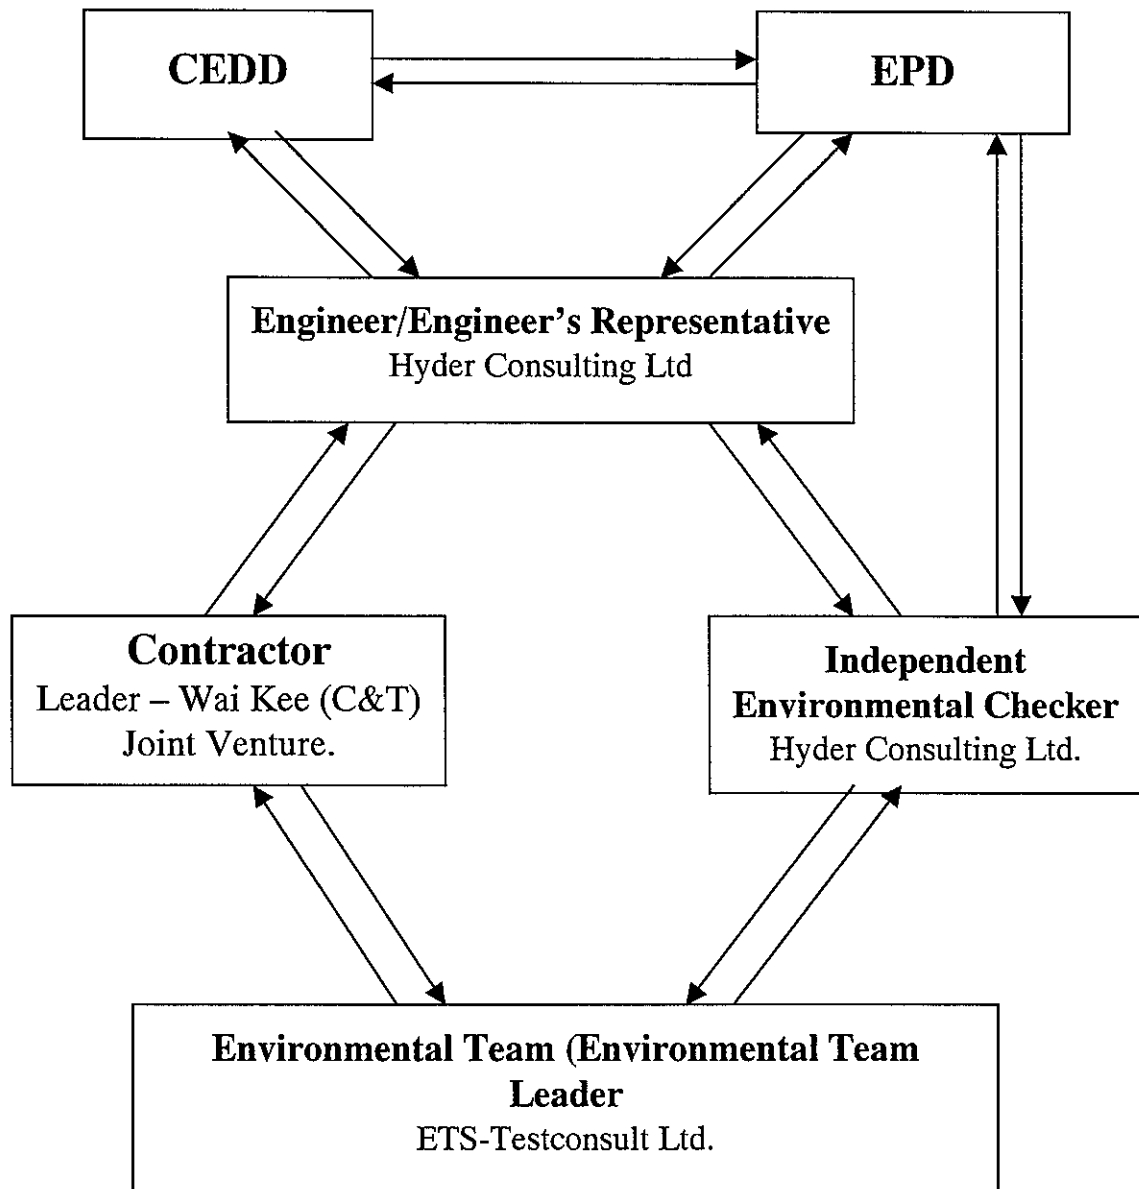 CEDD
EPD
Engineer/Engineer’s Representative
Hyder Consulting Ltd
Contractor
Leader – Wai Kee (C&T)
Joint Venture.
Independent
Environmental Checker
Hyder Consulting Ltd.
Environmental Team (Environmental Team
Leader
ETS-Testconsult Ltd.